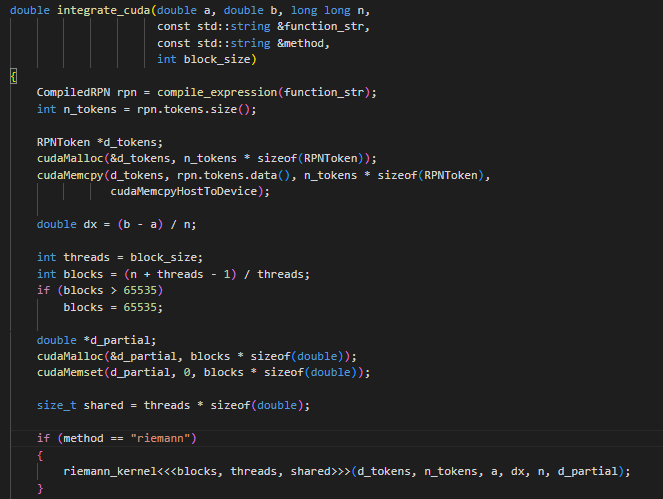 double integrate_cuda(double a, double b, long long n,
                      const std::string &function_str,
                      const std::string &method,
                      int block_size)
{
    CompiledRPN rpn = compile_expression(function_str);
    int n_tokens = rpn.tokens.size();

    RPNToken *d_tokens;
    cudaMalloc(&d_tokens, n_tokens * sizeof(RPNToken));
    cudaMemcpy(d_tokens, rpn.tokens.data(), n_tokens * sizeof(RPNToken),
               cudaMemcpyHostToDevice);

    double dx = (b - a) / n;

    int threads = block_size;
    int blocks = (n + threads - 1) / threads;
    if (blocks > 65535)
        blocks = 65535;

    double *d_partial;
    cudaMalloc(&d_partial, blocks * sizeof(double));
    cudaMemset(d_partial, 0, blocks * sizeof(double));

    size_t shared = threads * sizeof(double);

    if (method == "riemann")
    {
        riemann_kernel<<<blocks, threads, shared>>>(d_tokens, n_tokens, a, dx, n, d_partial);
    }